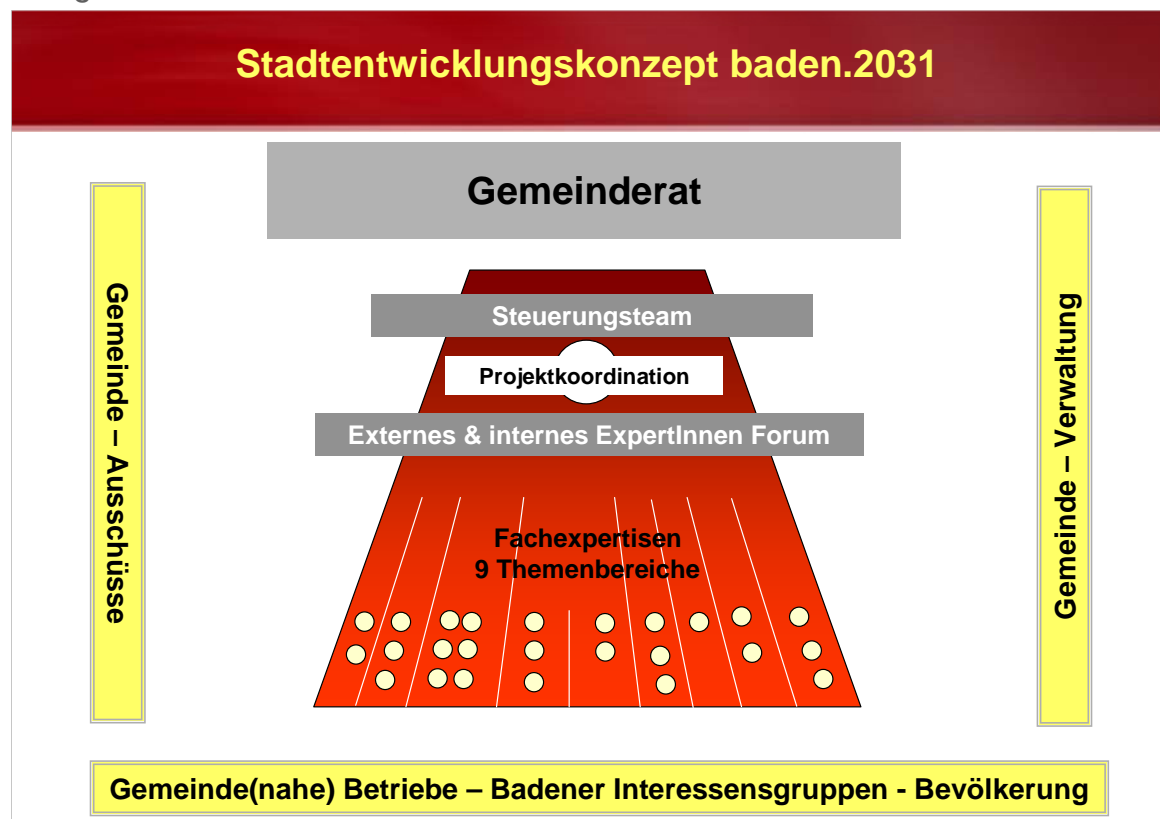 Stadtentwicklungskonzept baden.2031
Gemeinderat
Gemeinde – Ausschüsse
Steuerungsteam
Projektkoordination
Externes & internes ExpertInnen Forum
Fachexpertisen
9 Themenbereiche
Gemeinde – Verwaltung
Gemeinde(nahe) Betriebe – Badener Interessensgruppen - Bevölkerung